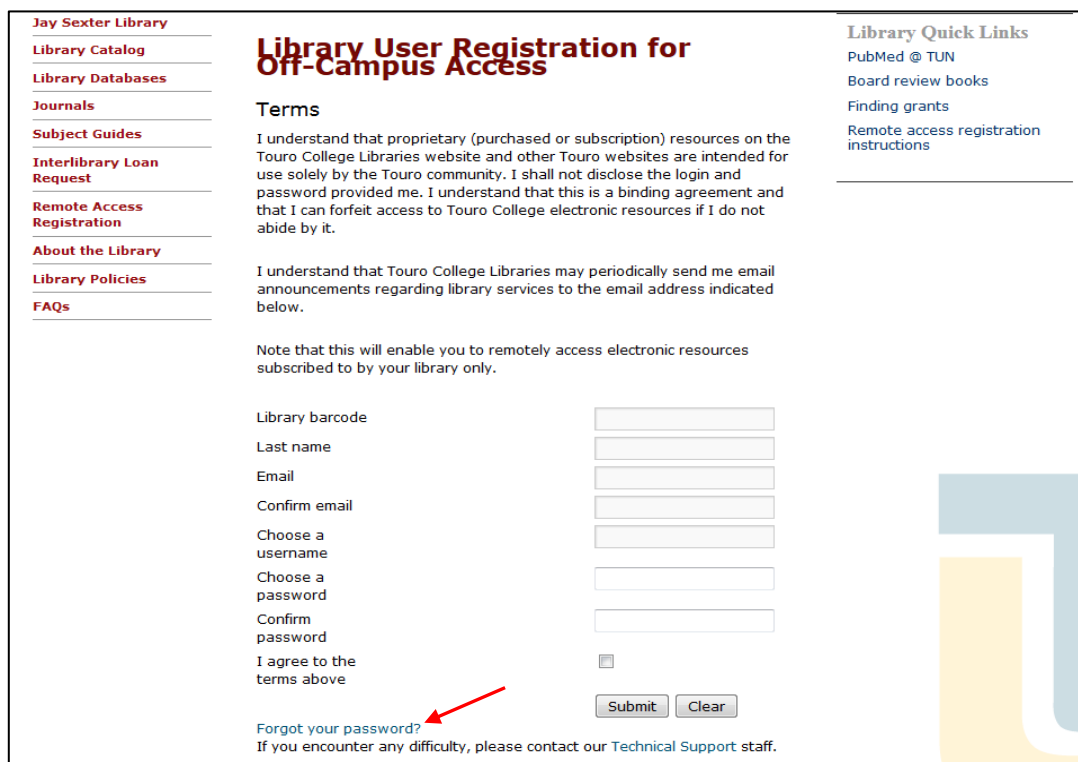 Jay Sexter Library
Library Catalog
Library Databases
Journals
Subject Guides
Interlibrary Loan
Request
Remote Access
Registration
About the Library
Library Policies
FAQs
Library User Registration for
Off-Campus Access
Terms
I understand that proprietary (purchased or subscription) resources on the
Touro College Libraries website and other Touro websites are intended for
use solely by the Touro community. I shall not disclose the login and
password provided me. I understand that this is a binding agreement and
that I can forfeit access to Touro College electronic resources if I do not
abide by it.
I understand that Touro College Libraries may periodically send me email
announcements regarding library services to the email address indicated
below.
Note that this will enable you to remotely access electronic resources
subscribed to by your library only.
Library barcode
Last name
Email
Confirm email
Choose a
username
Choose a
password
Confirm
password
I agree to the
terms above
Submit Clear
Forgot your password?
If you encounter any difficulty, please contact our Technical Support staff.
Library Quick Links
PubMed @ TUN
Board review books
Finding grants
Remote access registration
instructions